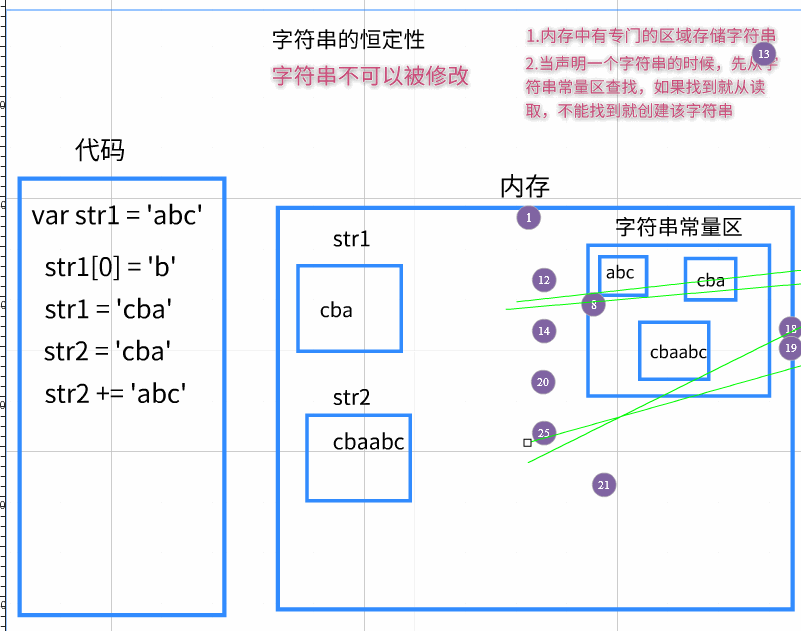 字符串的恒定性
字符串不可以被修改
1.内存中有专门的区域存储字符串
13
2.当声明一个字符串的时候，先从字
符串常量区查找，如果找到就从读
取，不能找到就创建该字符串
代码
var str1 = 'abc'
str1[0] = 'b'
str1 = 'cba'
str2 = 'cba'
str2 += 'abc'
内存
1
str1
cba
str2
cbaabc
字符串常量区
abc
cba
cbaabc
12
8
14
18
19
20
25
21